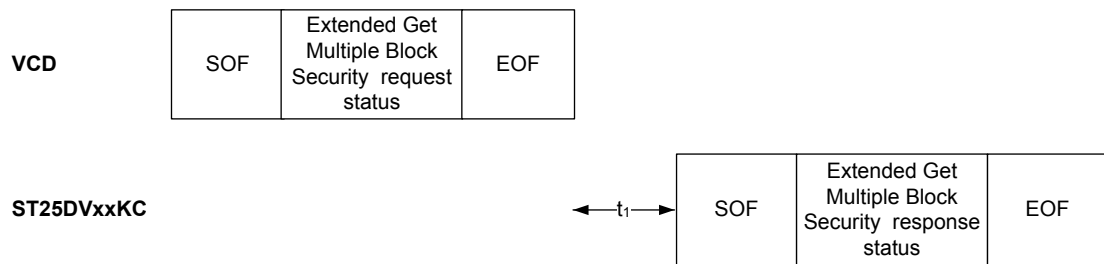 VCD
SOF
Extended Get
Multiple Block
Security request
status
EOF
ST25DVxxKC
t1
SOF
Extended Get
Multiple Block
Security response
status
EOF